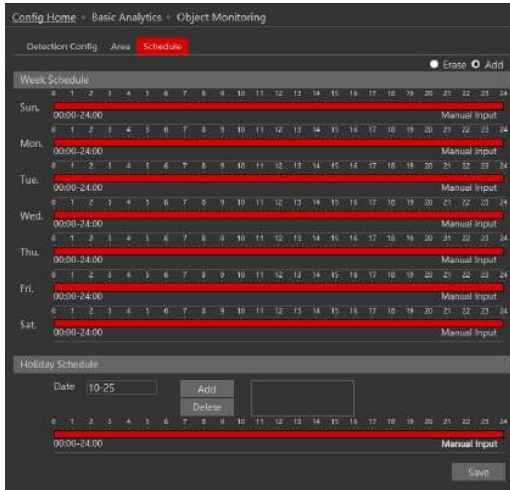 Config Home › Basic Analytics › Object Monitoring
Detection Config Area Schedule
Erase Add
Week Schedule
0 1 2 3 4 5 6 7 8 9 10 11 12 13 14 15 16 17 18 19 20 21 22 23 24
Sun.
00:00-24:00 Manual Input
0 1 2 3 4 5 6 7 8 9 10 11 12 13 14 15 16 17 18 19 20 21 22 23 24
Mon.
00:00-24:00 Manual Input
0 1 2 3 4 5 6 7 8 9 10 11 12 13 14 15 16 17 18 19 20 21 22 23 24
Tue.
00:00-24:00 Manual Input
0 1 2 3 4 5 6 7 8 9 10 11 12 13 14 15 16 17 18 19 20 21 22 23 24
Wed.
00:00-24:00 Manual Input
0 1 2 3 4 5 6 7 8 9 10 11 12 13 14 15 16 17 18 19 20 21 22 23 24
Thu.
00:00-24:00 Manual Input
0 1 2 3 4 5 6 7 8 9 10 11 12 13 14 15 16 17 18 19 20 21 22 23 24
Fri.
00:00-24:00 Manual Input
0 1 2 3 4 5 6 7 8 9 10 11 12 13 14 15 16 17 18 19 20 21 22 23 24
Sat.
00:00-24:00 Manual Input
Holiday Schedule
Date 10-25 Add
Delete
0 1 2 3 4 5 6 7 8 9 10 11 12 13 14 15 16 17 18 19 20 21 22 23 24
00:00-24:00 Manual Input
Save